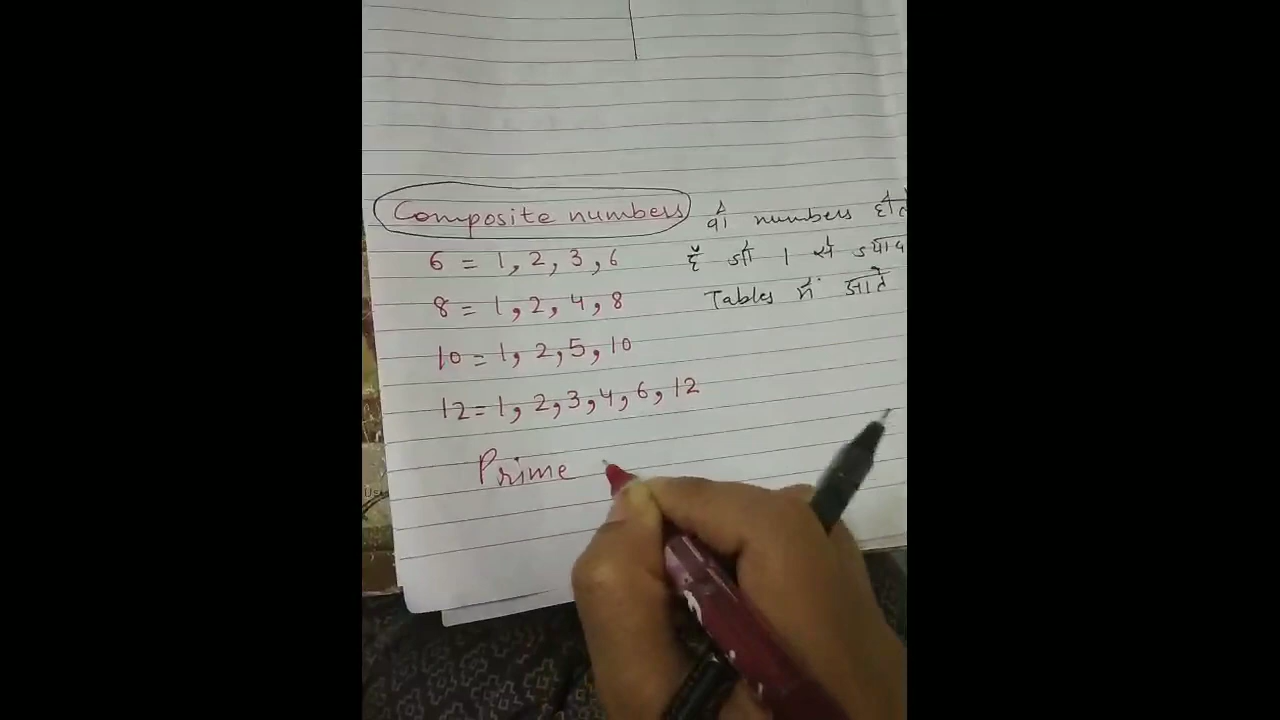 Composite numbers वो numbers होते
6 = 1, 2, 3, 6 हैं जो 1 से ज्याद
8 = 1, 2, 4, 8 Tables में आते
10 = 1, 2, 5, 10
12 = 1, 2, 3, 4, 6, 12
Prime